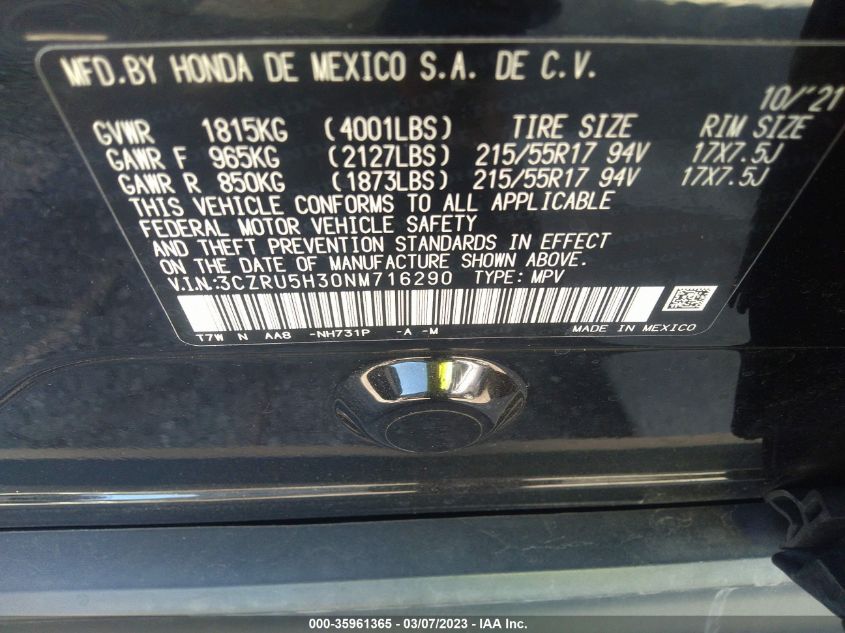 MFD.BY HONDA DE MEXICO S.A. DE C.V.
10/'21
GVWR 1815KG (4001LBS) TIRE SIZE RIM SIZE
GAWR F 965KG (2127LBS) 215/55R17 94V 17X7.5J
GAWR R 850KG (1873LBS) 215/55R17 94V 17X7.5J
THIS VEHICLE CONFORMS TO ALL APPLICABLE
FEDERAL MOTOR VEHICLE SAFETY
AND THEFT PREVENTION STANDARDS IN EFFECT
ON THE DATE OF MANUFACTURE SHOWN ABOVE.
V.I.N:3CZRU5H30NM716290 TYPE: MPV
T7W N AA8 -NH731P -A -M MADE IN MEXICO
000-35961365 - 03/07/2023 - IAA Inc.